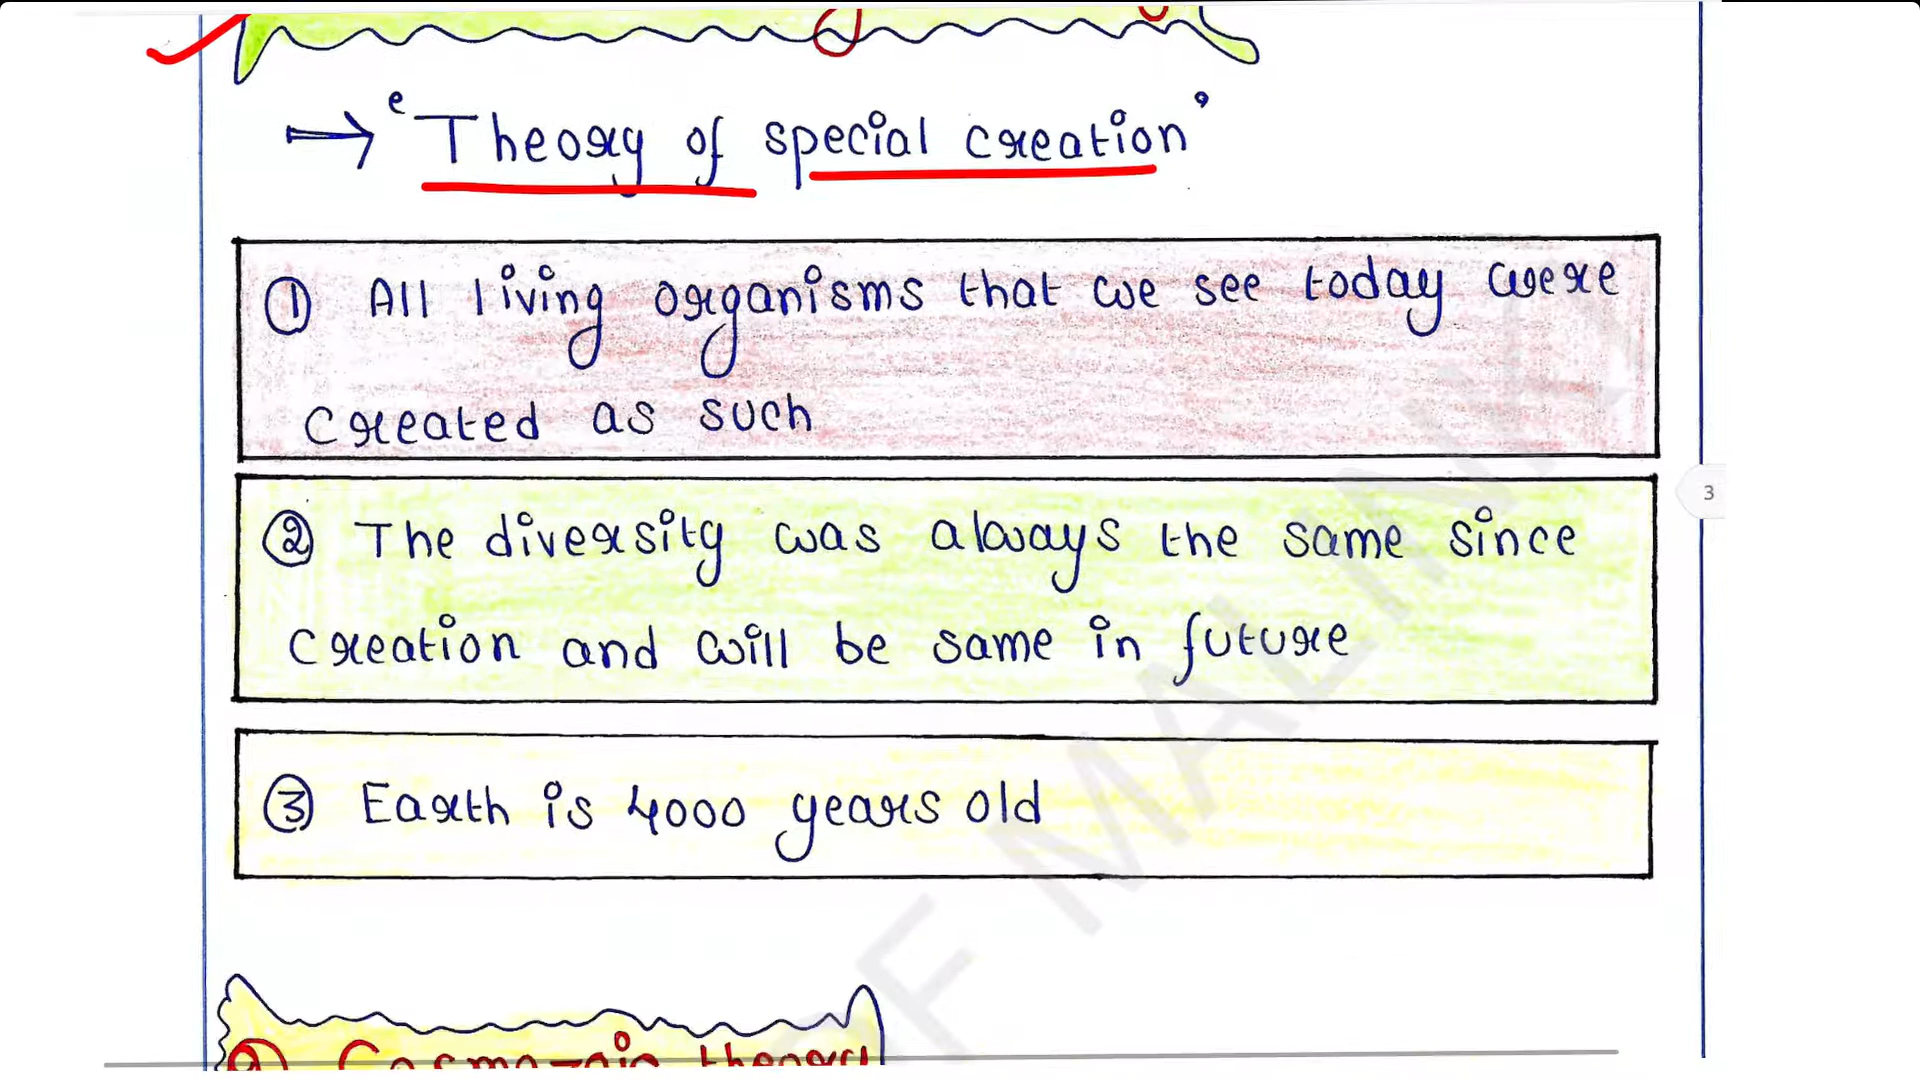 → ‘Theory of special creation’
① All living organisms that we see today were
created as such
② The diversity was always the same since
creation and will be same in future
3
③ Earth is 4000 years old